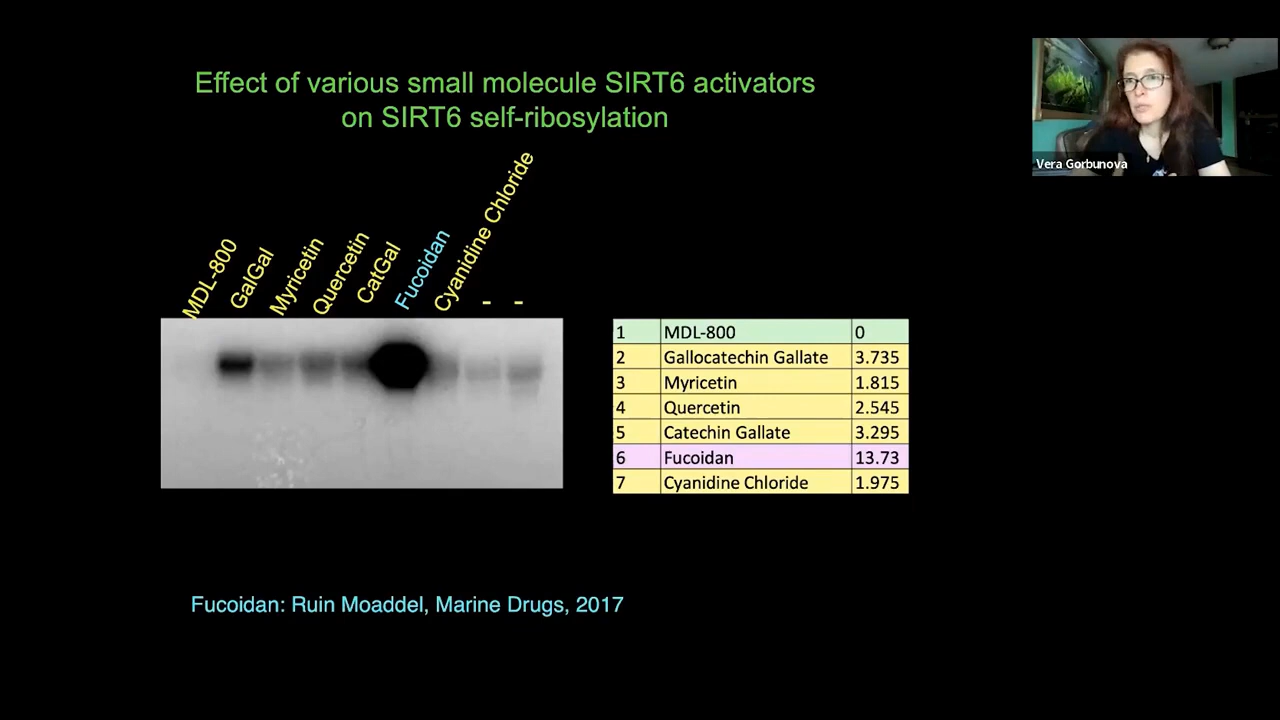 Effect of various small molecule SIRT6 activators
on SIRT6 self-ribosylation
Vera Gorbunova
MDL-800
GalGal
Myricetin
Quercetin
CatGal
Fucoidan
Cyanidine Chloride
-
-
1 MDL-800 0
2 Gallocatechin Gallate 3.735
3 Myricetin 1.815
4 Quercetin 2.545
5 Catechin Gallate 3.295
6 Fucoidan 13.73
7 Cyanidine Chloride 1.975
Fucoidan: Ruin Moaddel, Marine Drugs, 2017